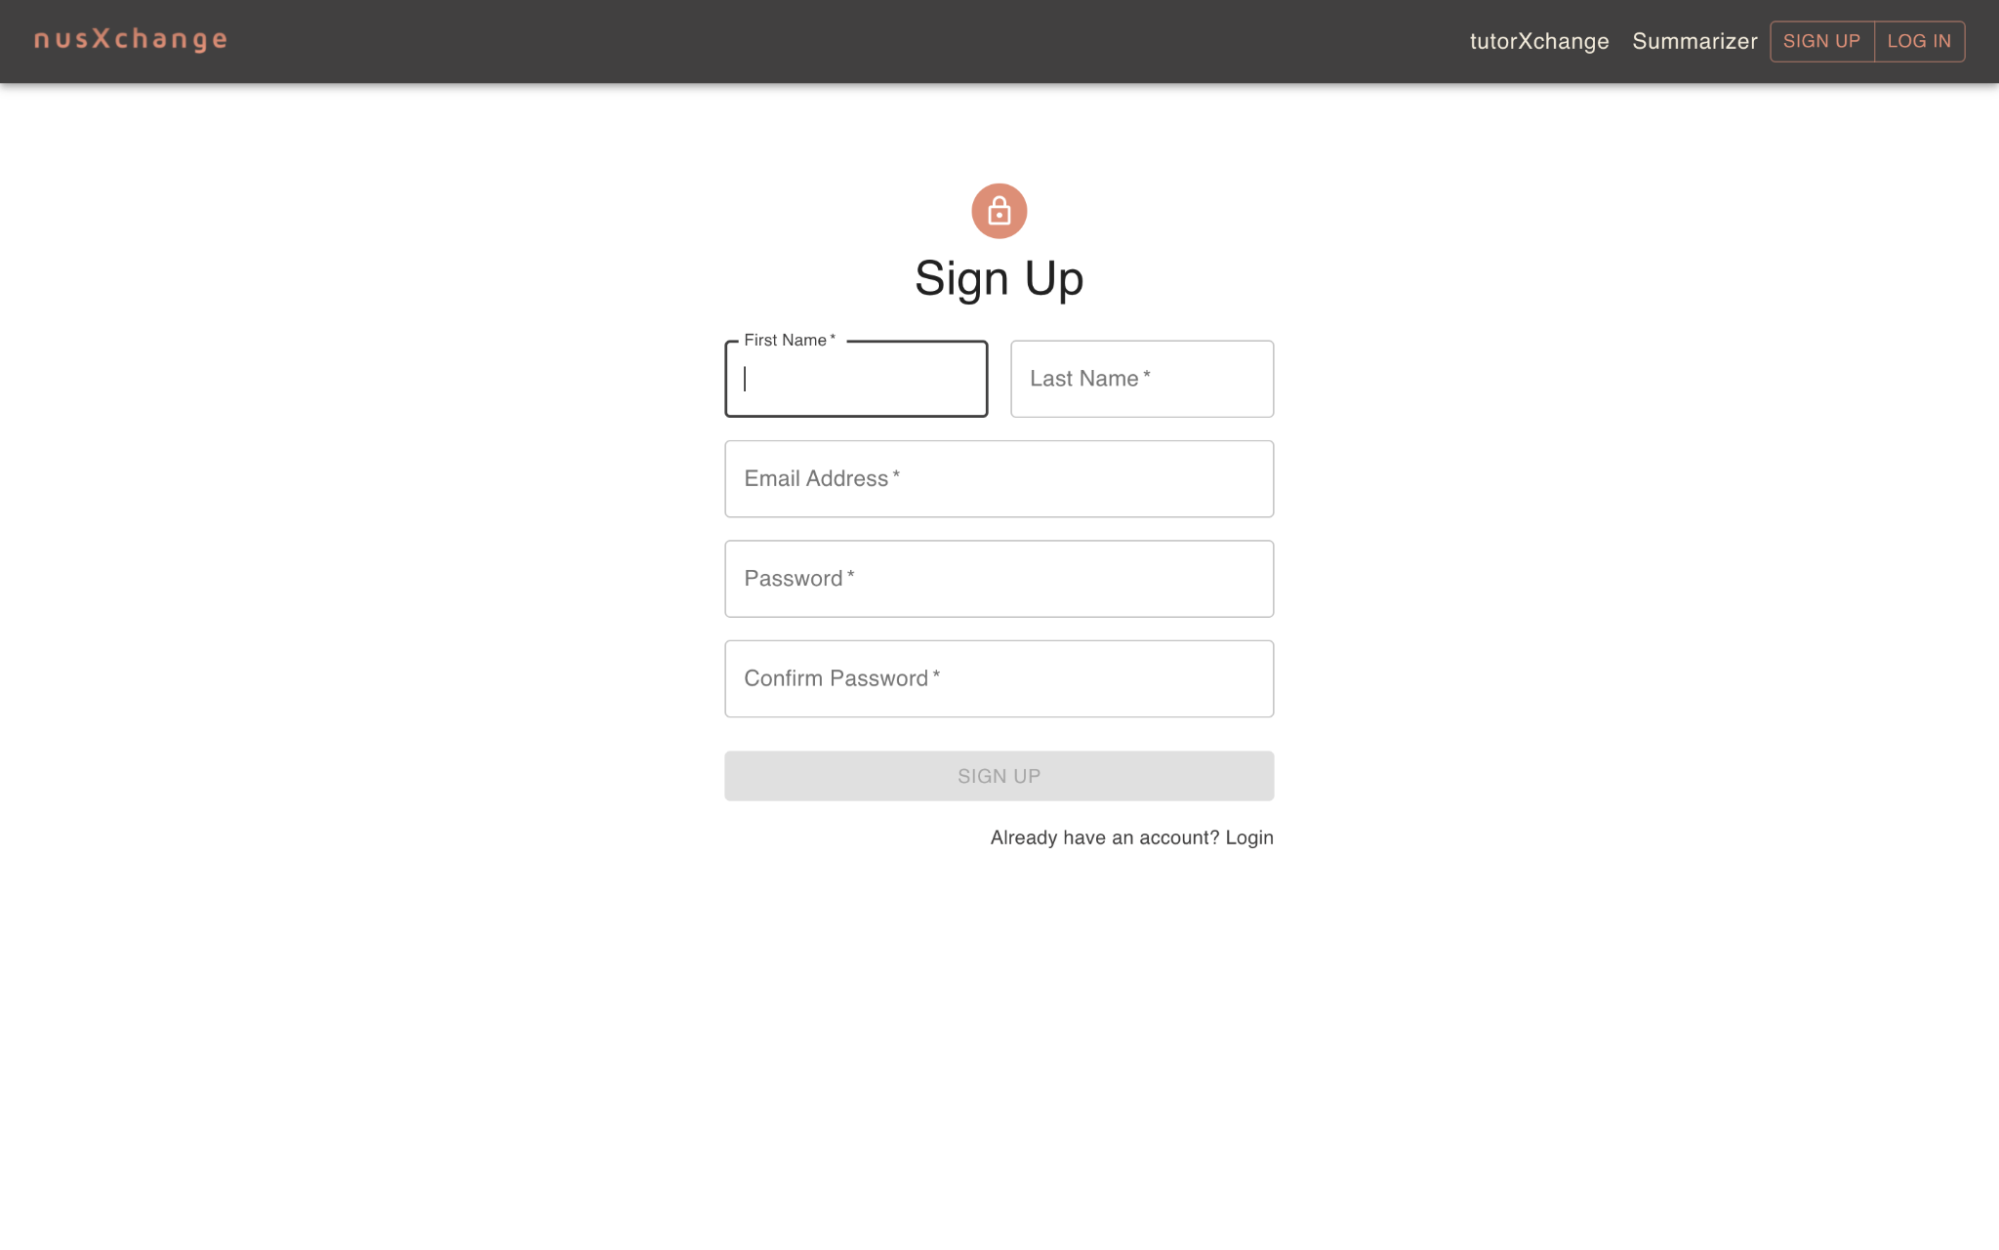 nusXchange
tutorXchange Summarizer SIGN UP LOG IN
Sign Up
First Name *
Last Name *
Email Address *
Password *
Confirm Password *
SIGN UP
Already have an account? Login